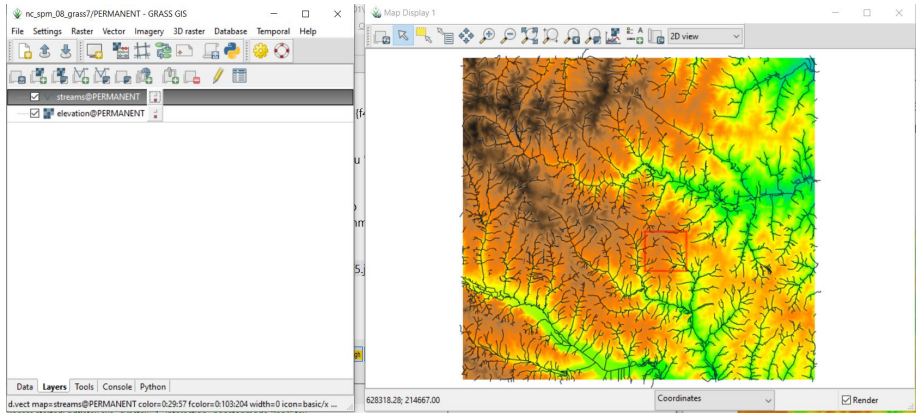 nc_spm_08_grass7/PERMANENT - GRASS GIS
File Settings Raster Vector Imagery 3D raster Database Temporal Help
streams@PERMANENT
elevation@PERMANENT
Data Layers Tools Console Python
d.vect map=streams@PERMANENT color=0:29:57 fcolor=0:103:204 width=0 icon=basic/x ...
Map Display 1
2D view
628318.28; 214667.00
Coordinates
Render